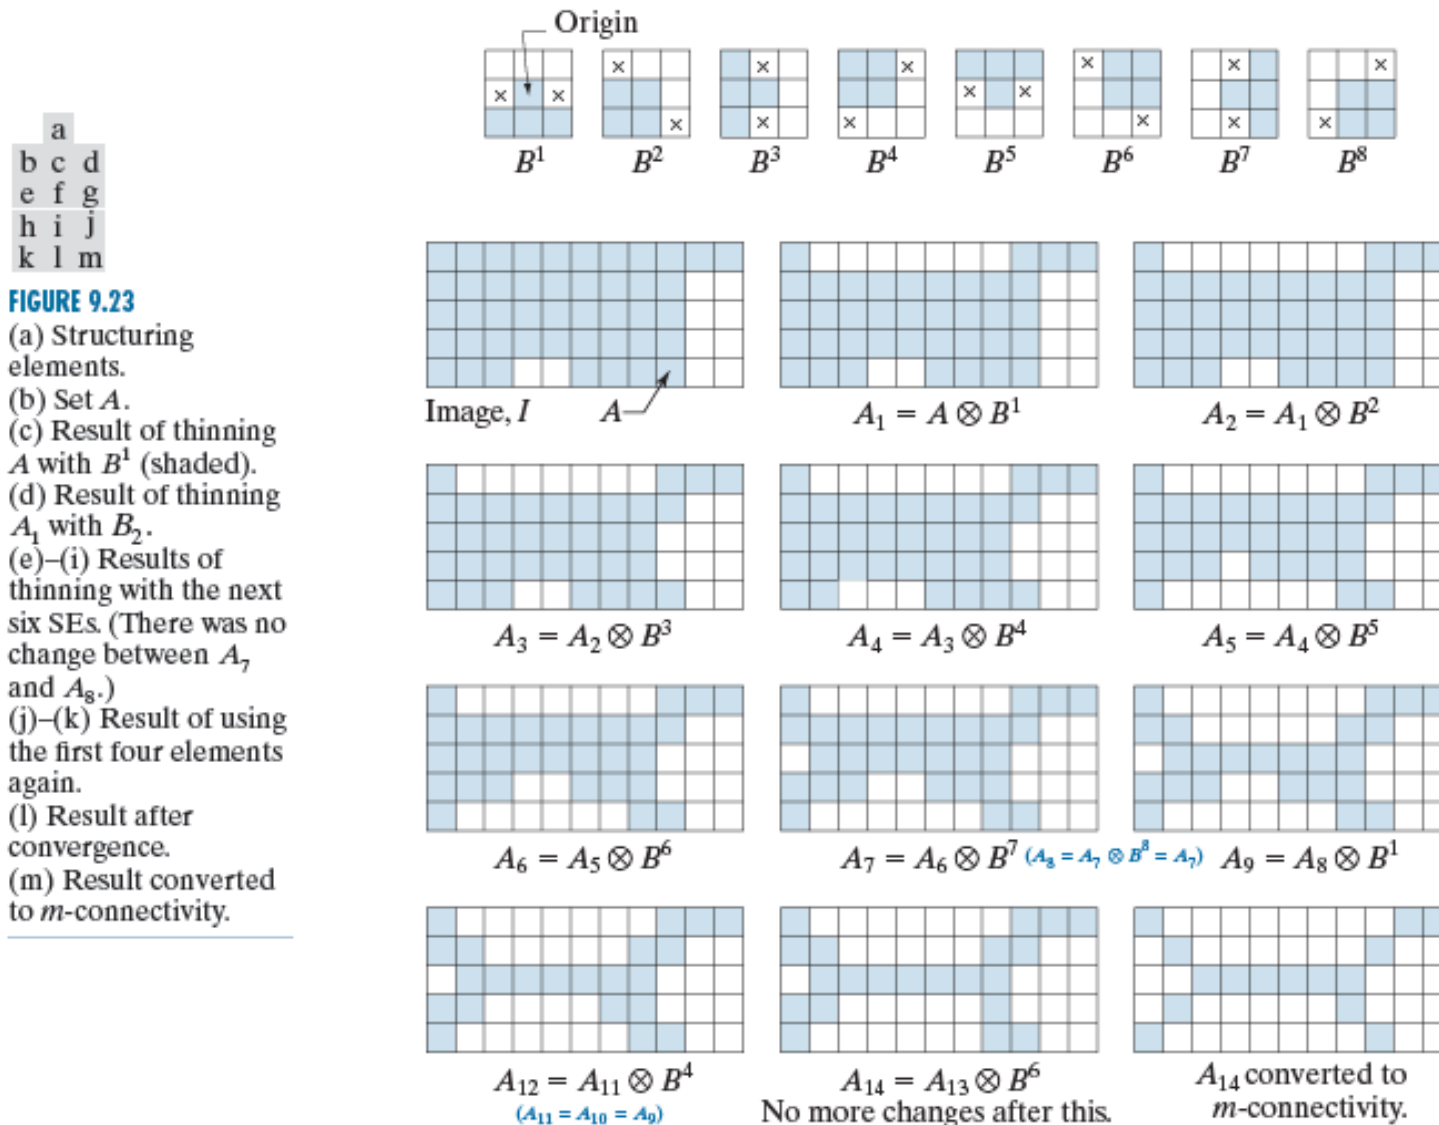 Origin
× × × × × × × × × × × × × × × ×
B¹ B² B³ B⁴ B⁵ B⁶ B⁷ B⁸
a
b c d
e f g
h i j
k l m
FIGURE 9.23
(a) Structuring
elements.
(b) Set A.
(c) Result of thinning
A with B¹ (shaded).
(d) Result of thinning
A₁ with B₂.
(e)–(i) Results of
thinning with the next
six SEs. (There was no
change between A₇
and A₈.)
(j)–(k) Result of using
the first four elements
again.
(l) Result after
convergence.
(m) Result converted
to m-connectivity.
Image, I A A₁ = A ⊗ B¹ A₂ = A₁ ⊗ B²
A₃ = A₂ ⊗ B³ A₄ = A₃ ⊗ B⁴ A₅ = A₄ ⊗ B⁵
A₆ = A₅ ⊗ B⁶ A₇ = A₆ ⊗ B⁷ (A₈ = A₇ ⊗ B⁸ = A₇) A₉ = A₈ ⊗ B¹
A₁₂ = A₁₁ ⊗ B⁴ A₁₄ = A₁₃ ⊗ B⁶ A₁₄ converted to
(A₁₁ = A₁₀ = A₉) No more changes after this. m-connectivity.